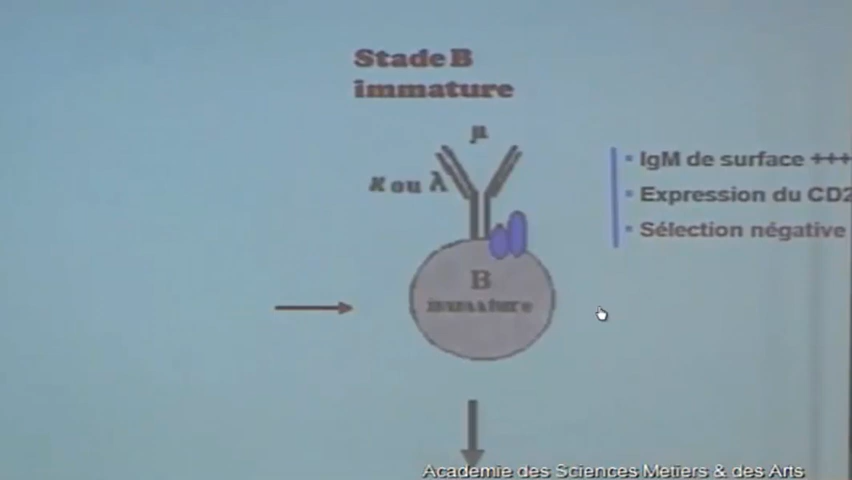 Stade B
immature
μ
κ ou λ
▪ IgM de surface +++
▪ Expression du CD2
▪ Sélection négative
B
immature
Academie des Sciences Metiers & des Arts